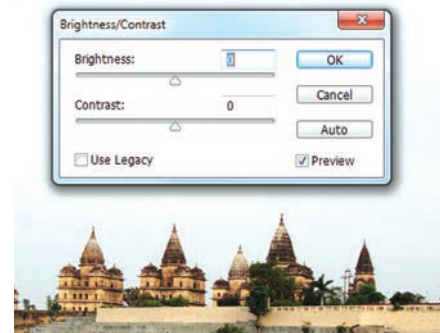 Brightness/Contrast
Brightness: 0
OK
Contrast: 0
Cancel
Auto
Use Legacy
Preview